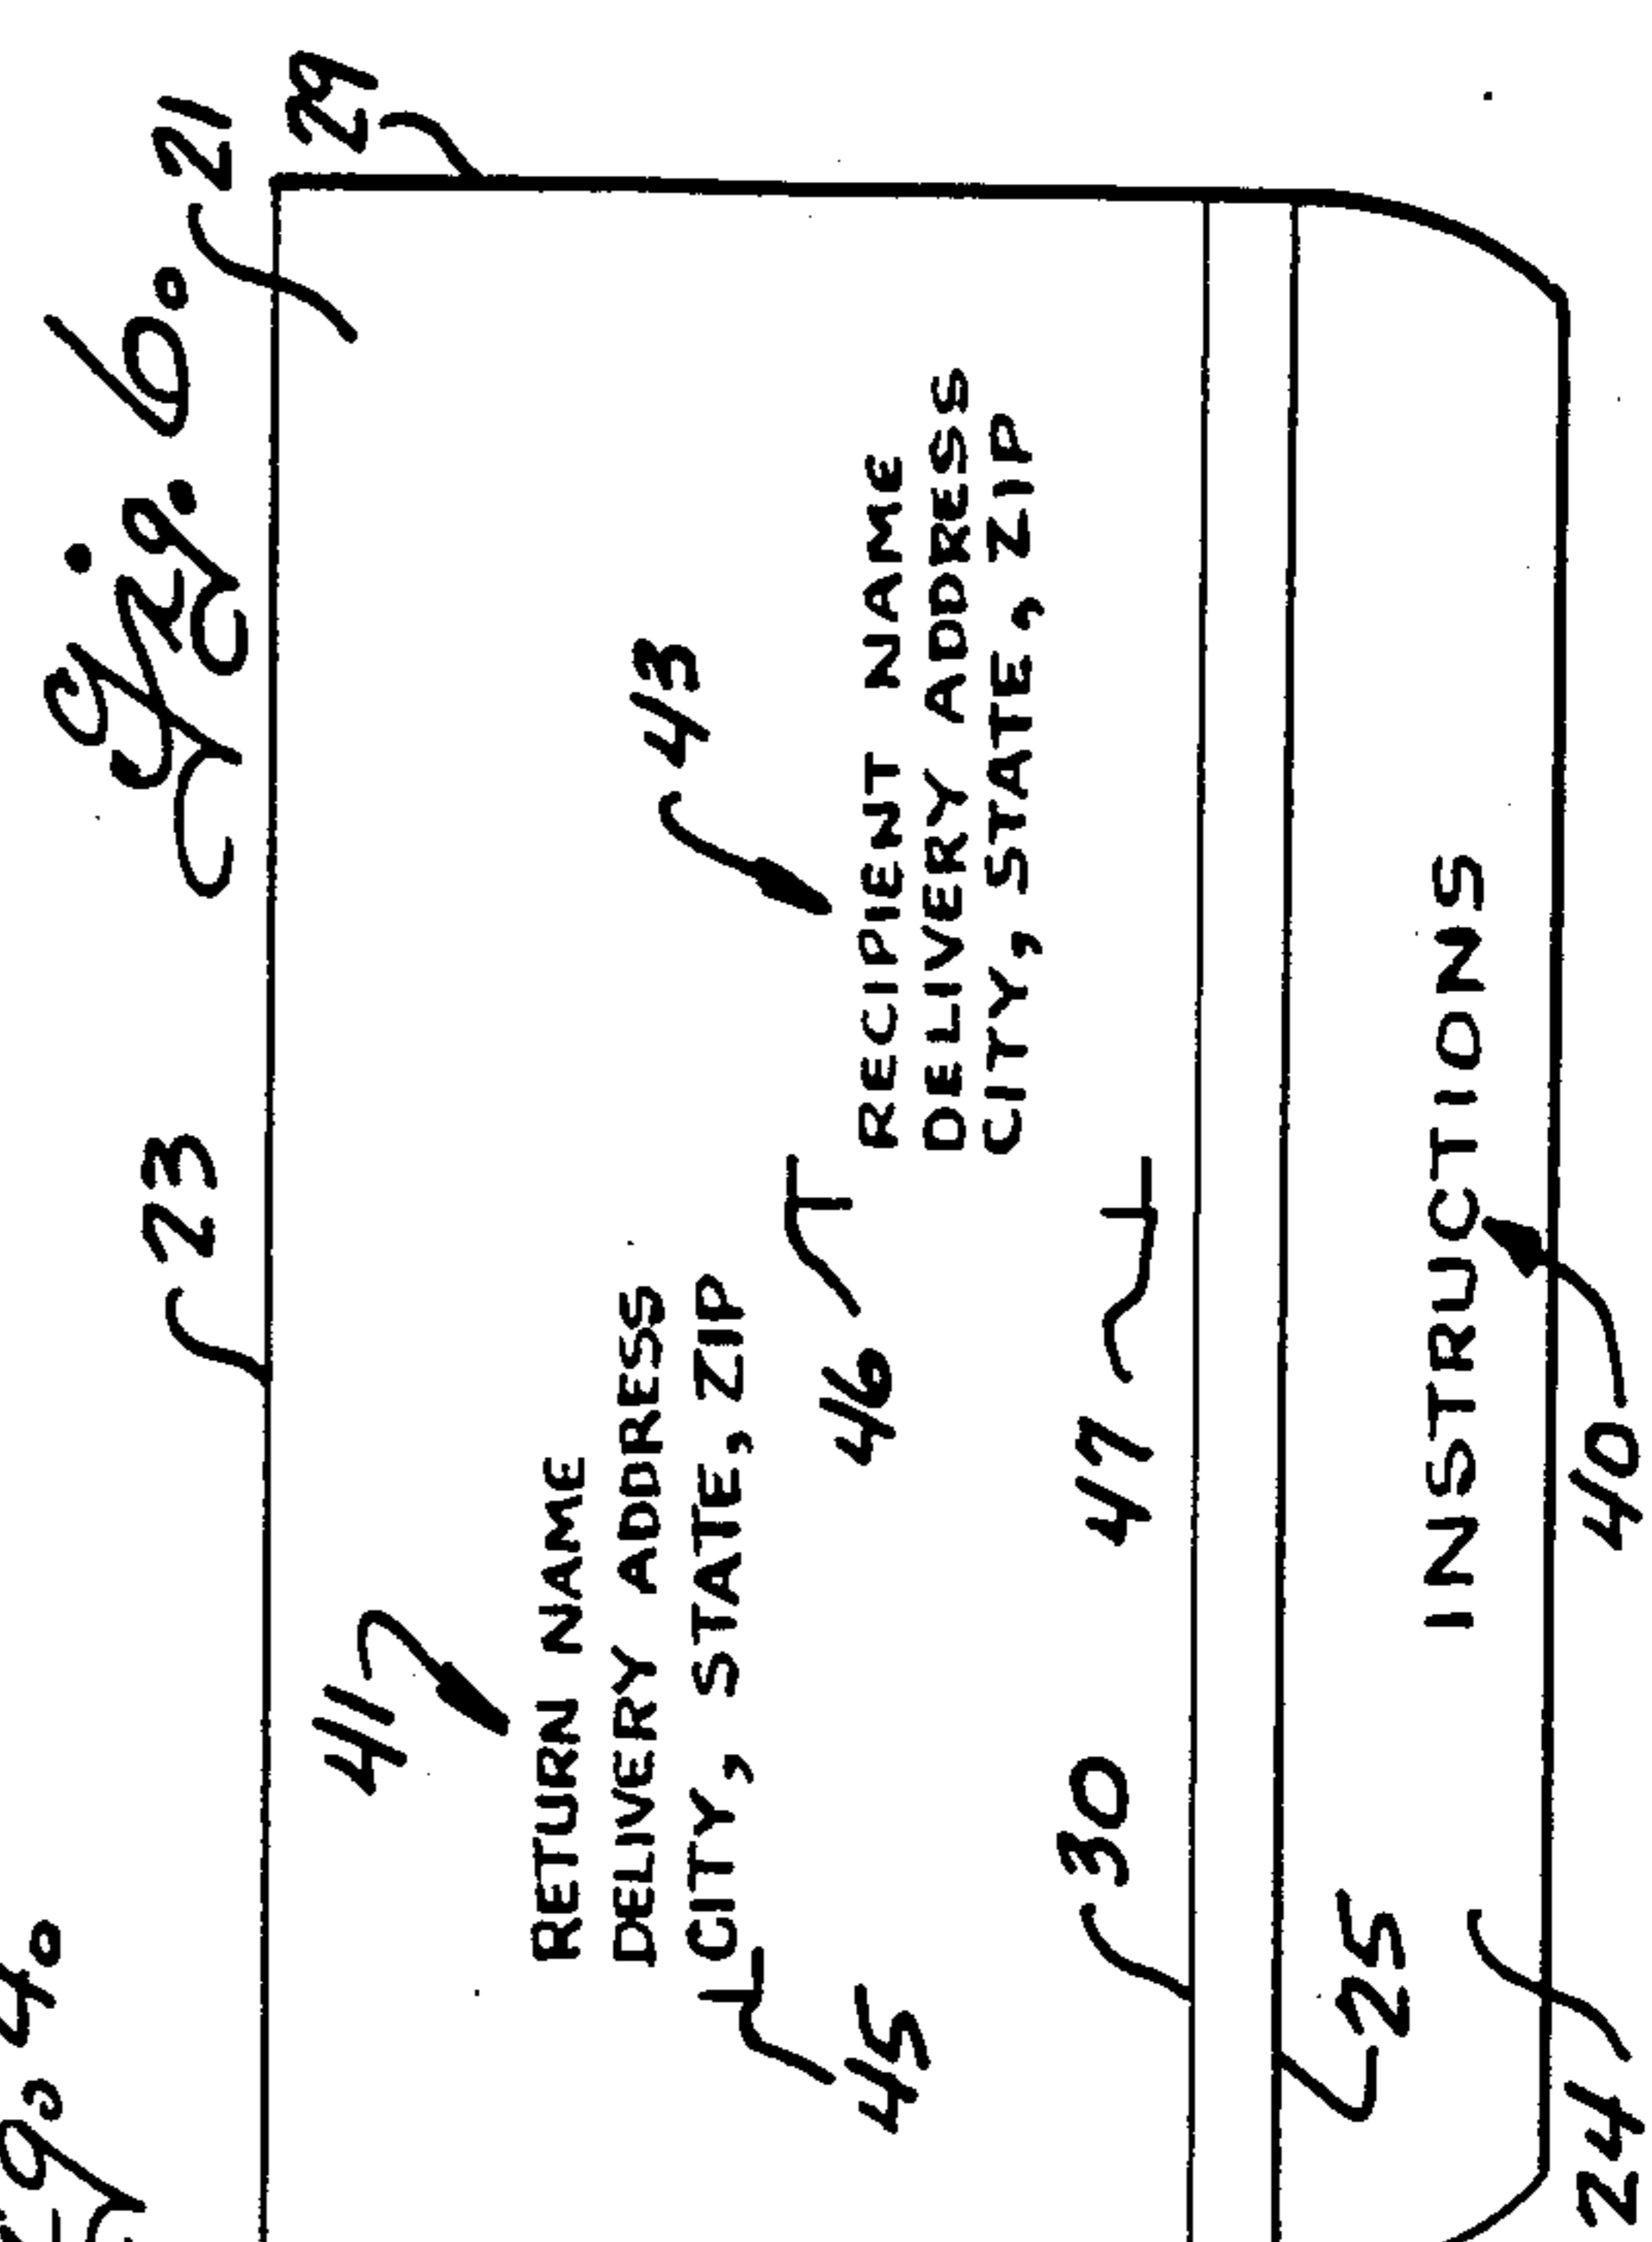 g. 4.
Fig. 6.
23
21
29
41
RETURN NAME
DELIVERY ADDRESS
CITY, STATE, ZIP
43
45
46
RECIPIENT NAME
DELIVERY ADDRESS
CITY, STATE, ZIP
30
47
25
INSTRUCTIONS
24
40